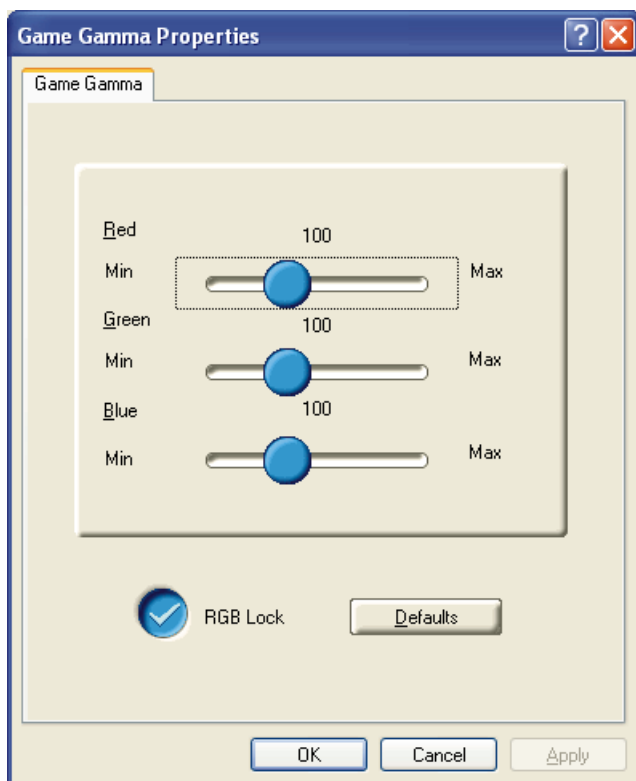 Game Gamma Properties
Game Gamma
Red
100
Min
Max
Green
100
Min
Max
Blue
100
Min
Max
RGB Lock
Defaults
OK
Cancel
Apply